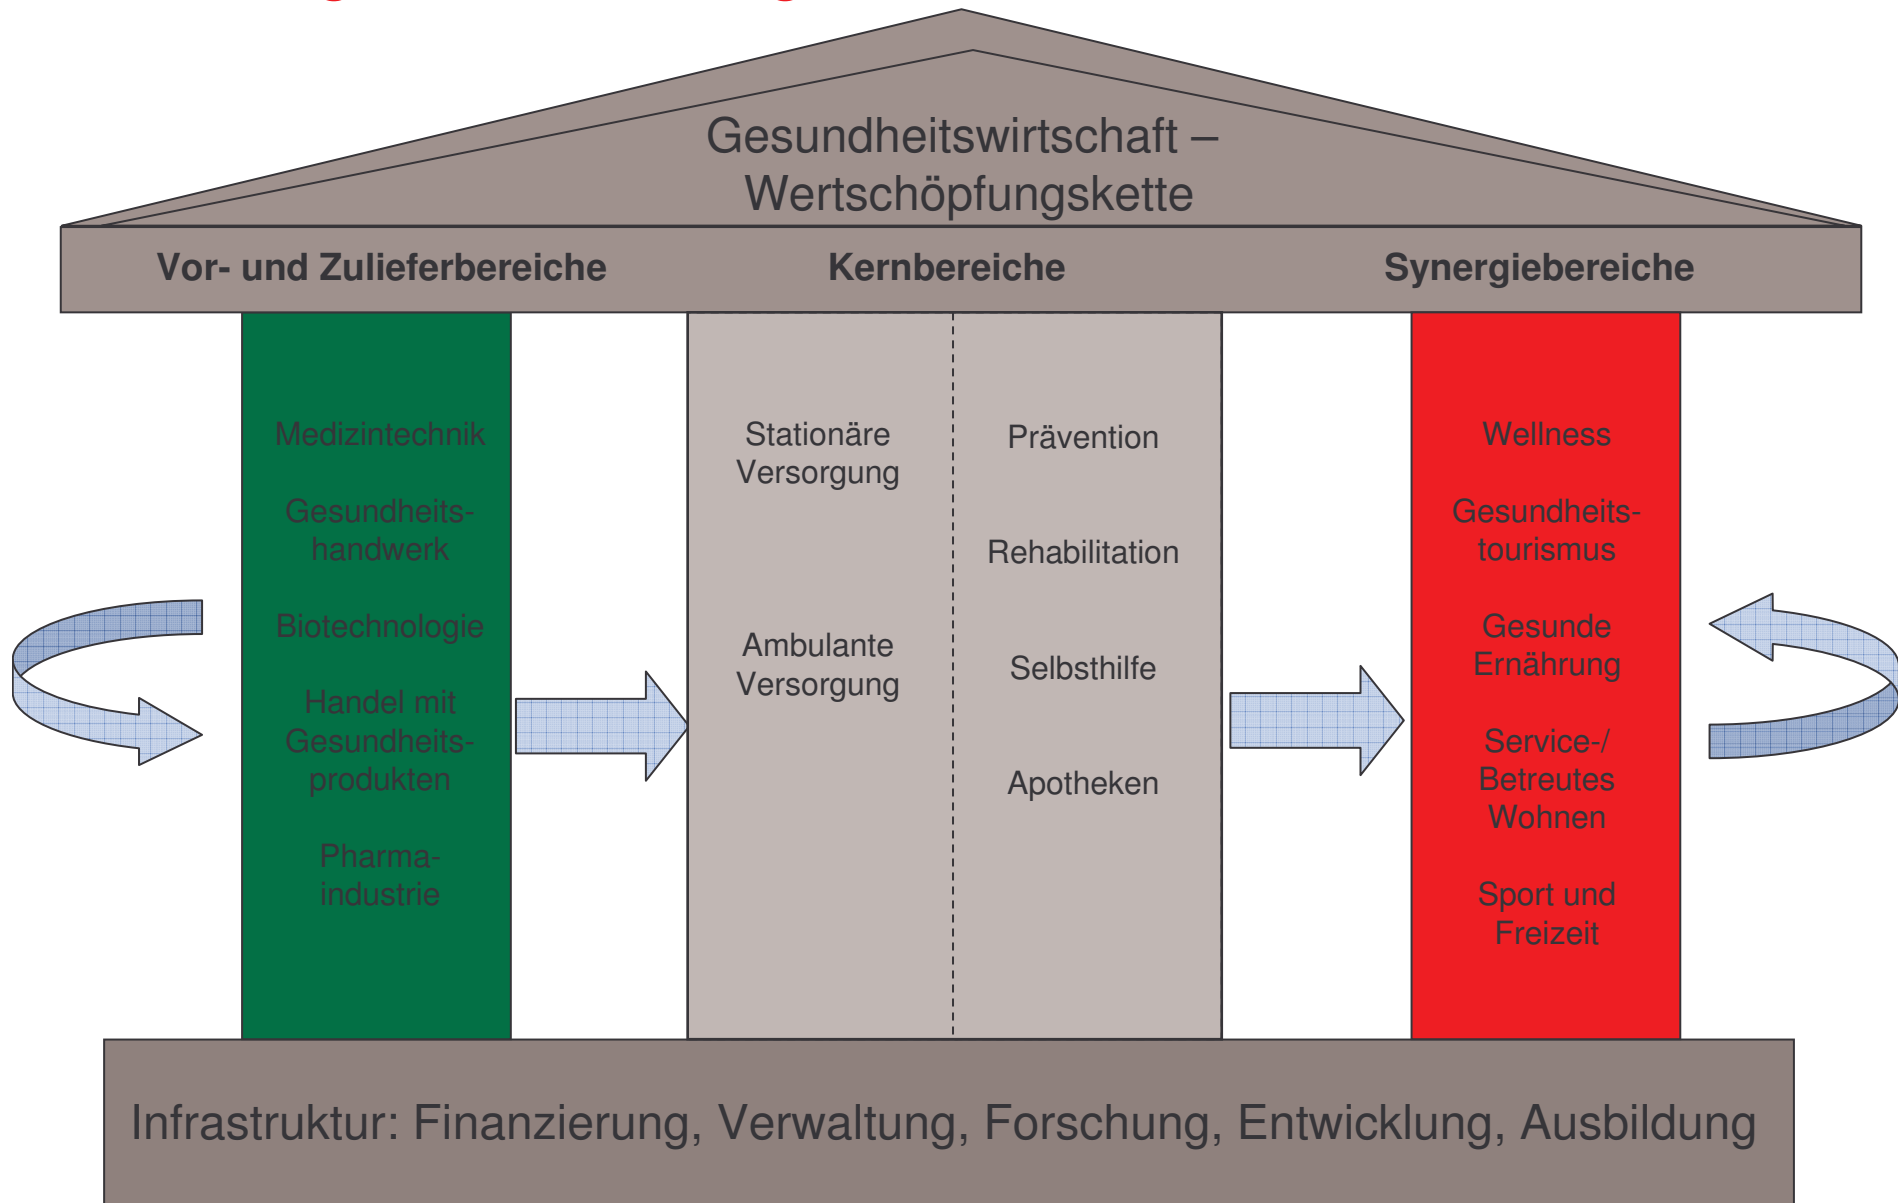 Gesundheitswirtschaft –
Wertschöpfungskette
Vor- und Zulieferbereiche
Kernbereiche
Synergiebereiche
Medizintechnik
Gesundheits-
handwerk
Biotechnologie
Handel mit
Gesundheits-
produkten
Pharma-
industrie
Stationäre
Versorgung
Ambulante
Versorgung
Prävention
Rehabilitation
Selbsthilfe
Apotheken
Wellness
Gesundheits-
tourismus
Gesunde
Ernährung
Service-/
Betreutes
Wohnen
Sport und
Freizeit
Infrastruktur: Finanzierung, Verwaltung, Forschung, Entwicklung, Ausbildung